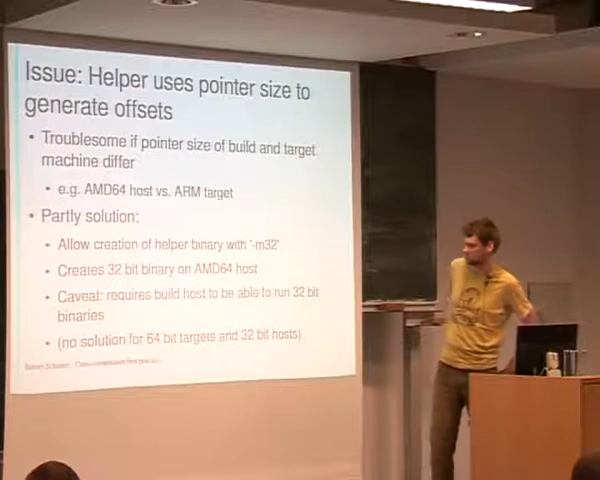 Issue: Helper uses pointer size to
generate offsets
• Troublesome if pointer size of build and target
machine differ
• e.g. AMD64 host vs. ARM target
• Partly solution:
• Allow creation of helper binary with '-m32'
• Creates 32 bit binary on AMD64 host
• Caveat: requires build host to be able to run 32 bit
binaries
• (no solution for 64 bit targets and 32 bit hosts)